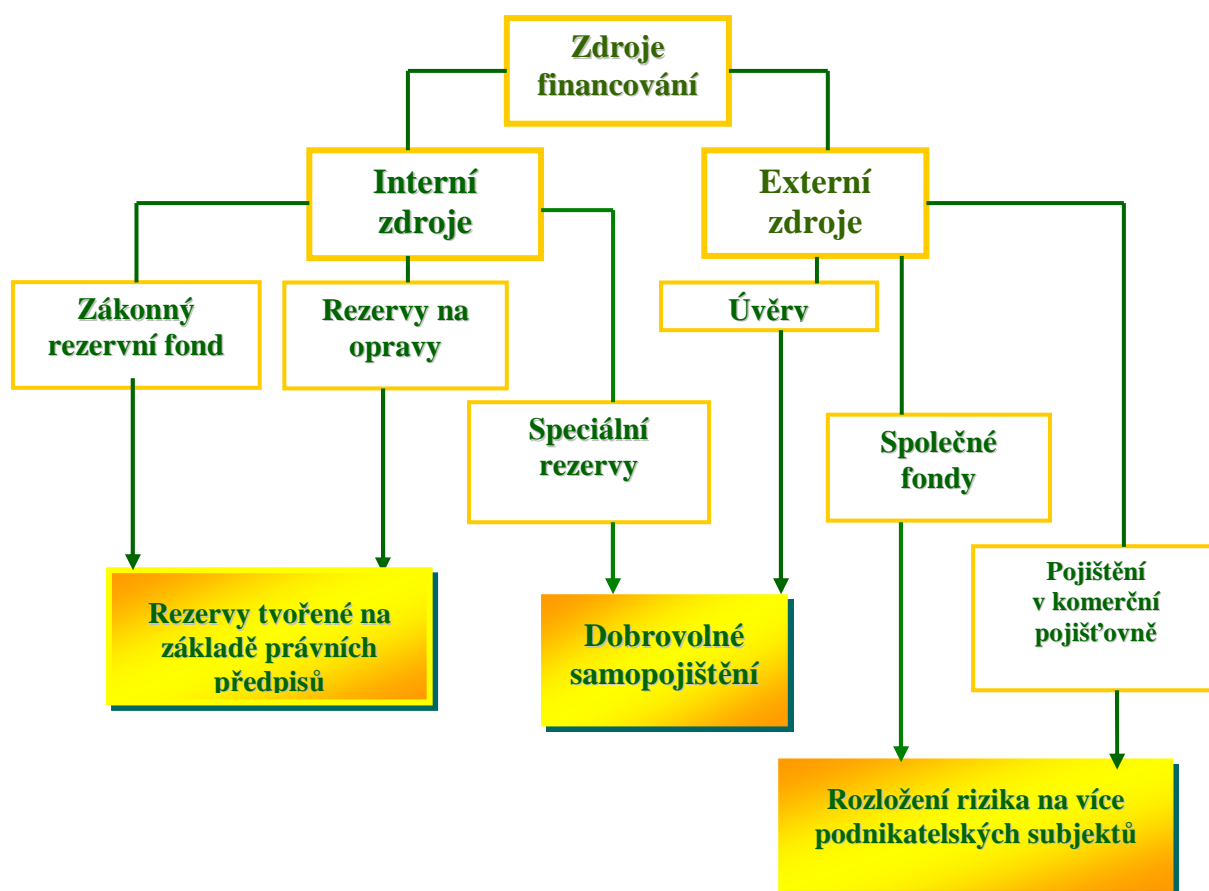 Zdroje
financování
Interní
zdroje
Externí
zdroje
Zákonný
rezervní fond
Rezervy na
opravy
Úvěry
Speciální
rezervy
Společné
fondy
Pojištění
v komerční
pojišťovně
Rezervy tvořené na
základě právních
předpisů
Dobrovolné
samopojištění
Rozložení rizika na více
podnikatelských subjektů